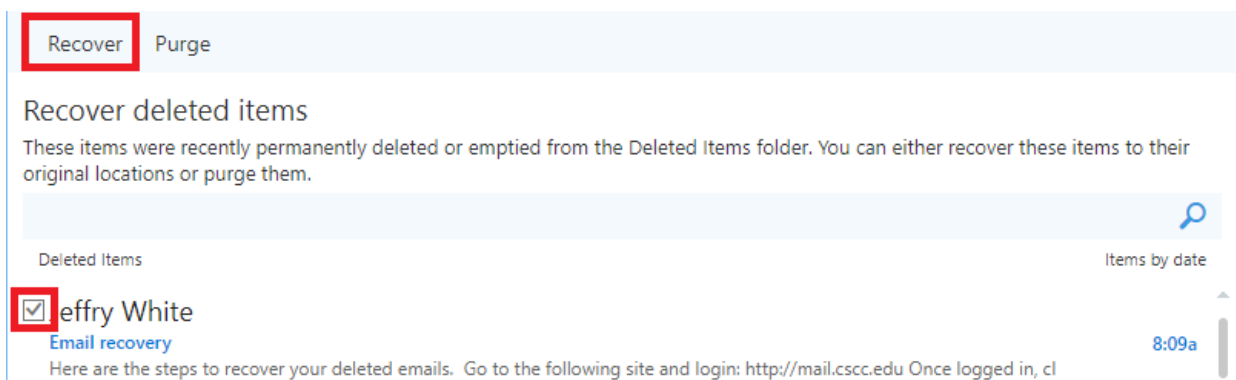 Recover Purge
Recover deleted items
These items were recently permanently deleted or emptied from the Deleted Items folder. You can either recover these items to their
original locations or purge them.
Deleted Items Items by date
effry White
Email recovery 8:09a
Here are the steps to recover your deleted emails. Go to the following site and login: http://mail.cscc.edu Once logged in, cl